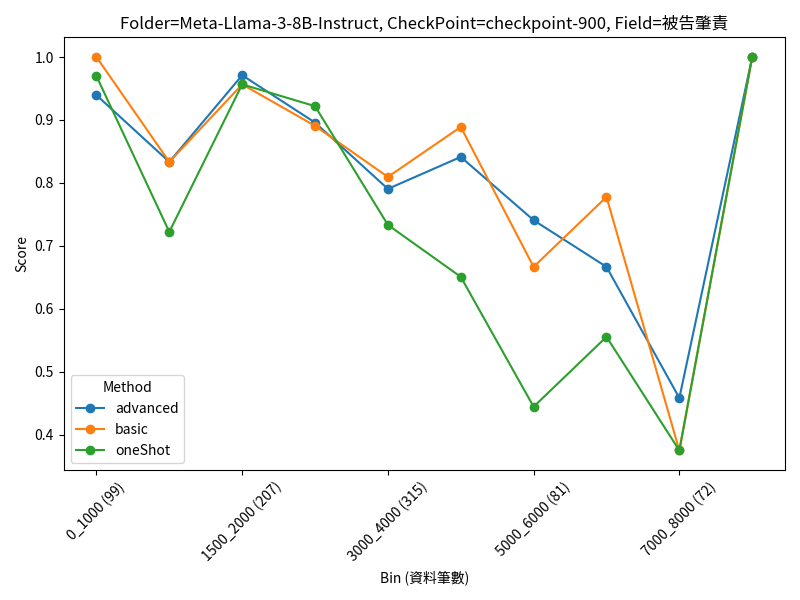 Folder=Meta-Llama-3-8B-Instruct, CheckPoint=checkpoint-900, Field=被告肇責
1.0
0.9
0.8
0.7
0.6
0.5
0.4
Score
Method
advanced
basic
oneShot
0_1000 (99)
1500_2000 (207)
3000_4000 (315)
5000_6000 (81)
7000_8000 (72)
Bin (資料筆數)